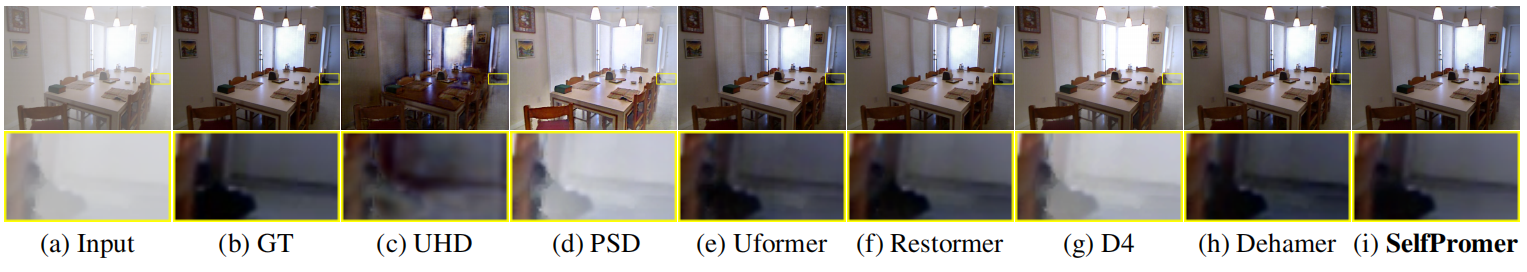 (a) Input (b) GT (c) UHD (d) PSD (e) Uformer (f) Restormer (g) D4 (h) Dehamer (i) SelfPromer